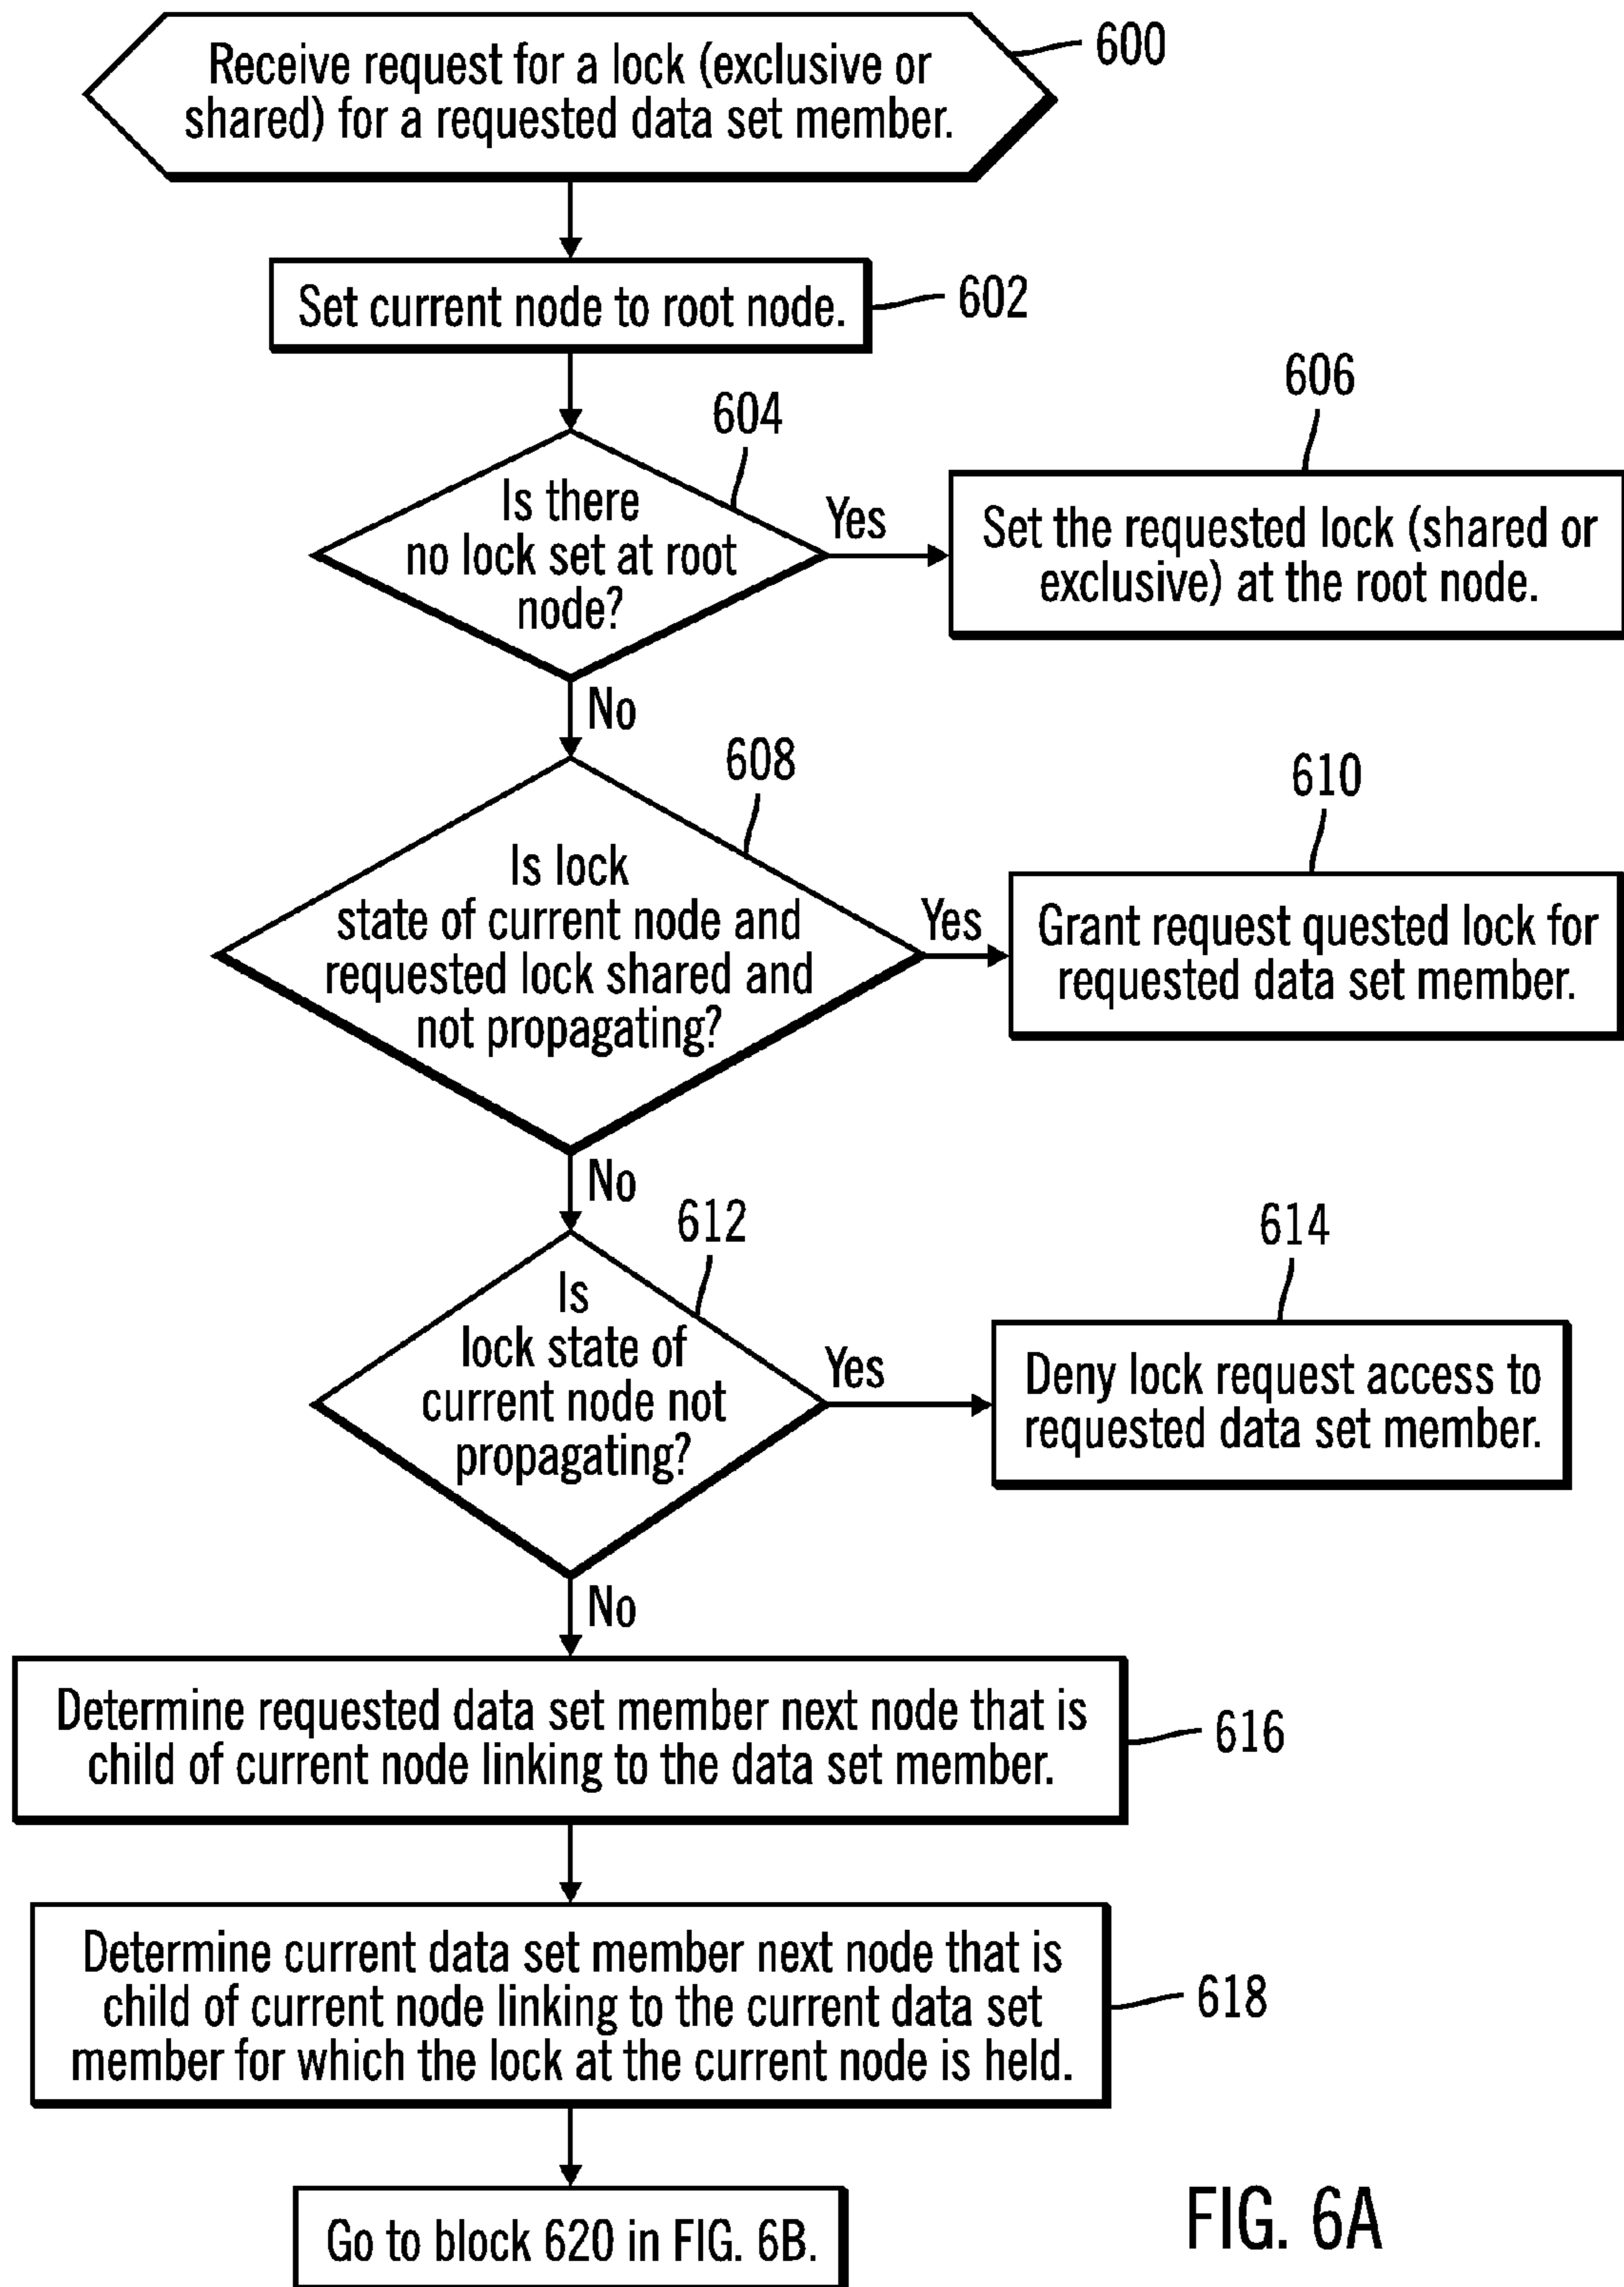 Receive request for a lock (exclusive or
shared) for a requested data set member.
600
Set current node to root node.
602
604
Is there
no lock set at root
node?
Yes
606
Set the requested lock (shared or
exclusive) at the root node.
No
608
Is lock
state of current node and
requested lock shared and
not propagating?
Yes
610
Grant request quested lock for
requested data set member.
No
612
Is
lock state of
current node not
propagating?
Yes
614
Deny lock request access to
requested data set member.
No
Determine requested data set member next node that is
child of current node linking to the data set member.
616
Determine current data set member next node that is
child of current node linking to the current data set
member for which the lock at the current node is held.
618
Go to block 620 in FIG. 6B.
FIG. 6A